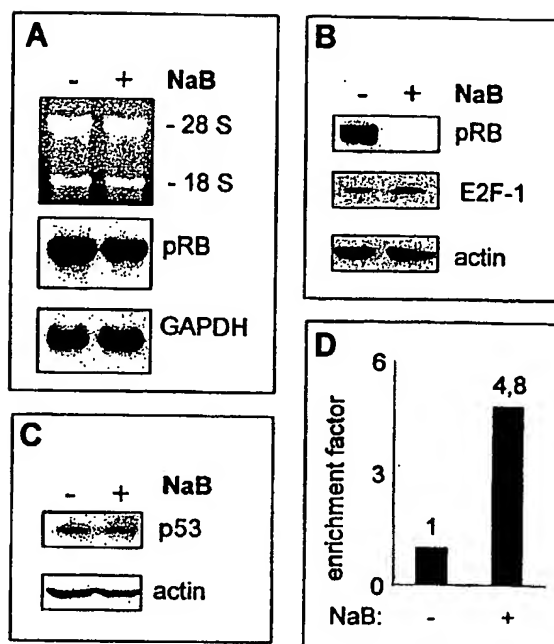 A
- + NaB
- 28 S
- 18 S
pRB
GAPDH
B
- + NaB
pRB
E2F-1
actin
C
- + NaB
p53
actin
D
enrichment factor
6
3
0
1
4,8
NaB: - +